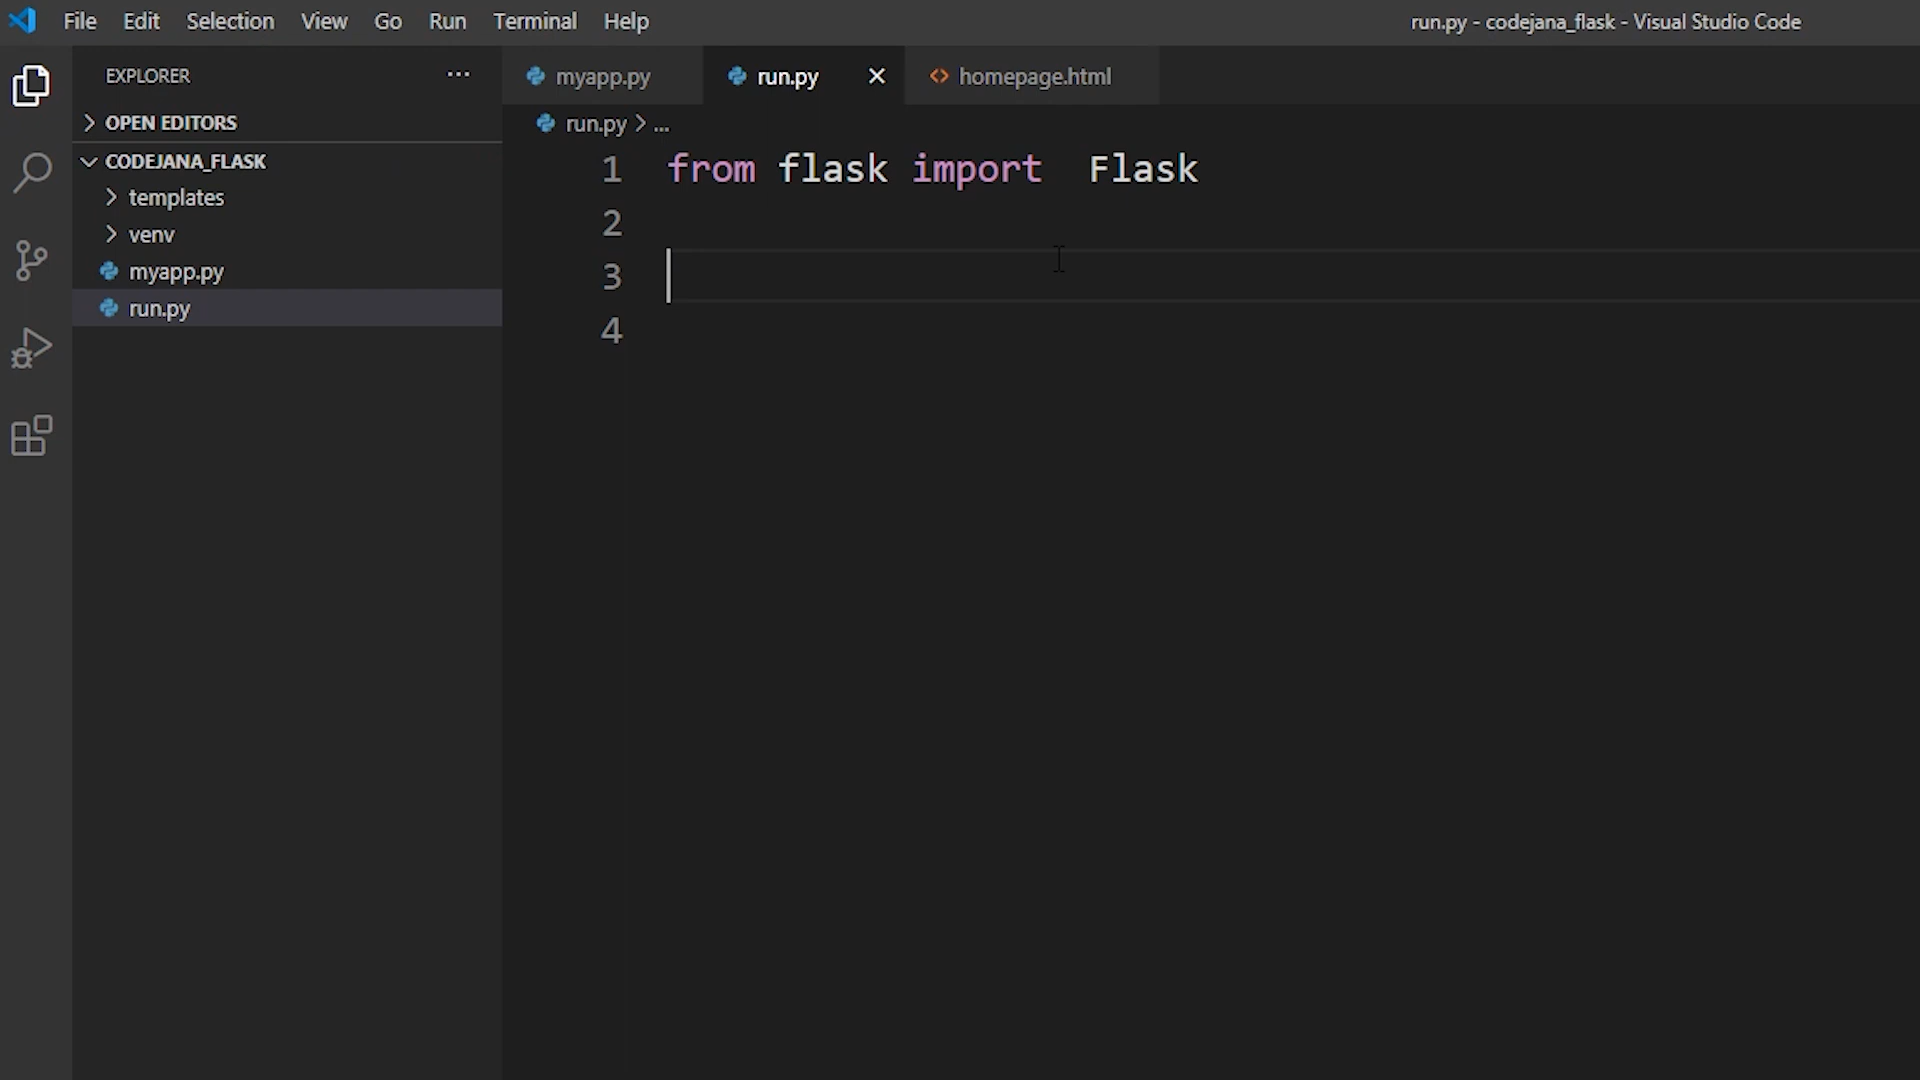 File Edit Selection View Go Run Terminal Help
run.py - codejana_flask - Visual Studio Code
EXPLORER ...
OPEN EDITORS
CODEJANA_FLASK
templates
venv
myapp.py
run.py
myapp.py run.py homepage.html
run.py > ...
1 from flask import  Flask
2
3
4